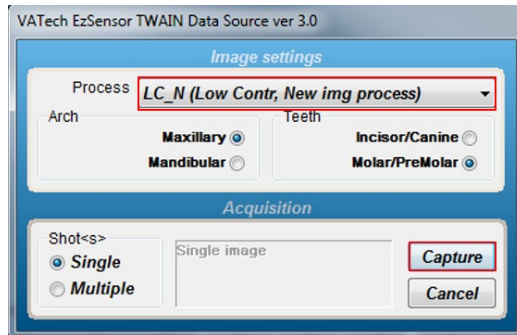 VATech EzSensor TWAIN Data Source ver 3.0
Image settings
Process LC_N (Low Contr, New img process)
Arch Teeth
Maxillary Incisor/Canine
Mandibular Molar/PreMolar
Acquisition
Shot<s>
Single image
Single Capture
Multiple Cancel